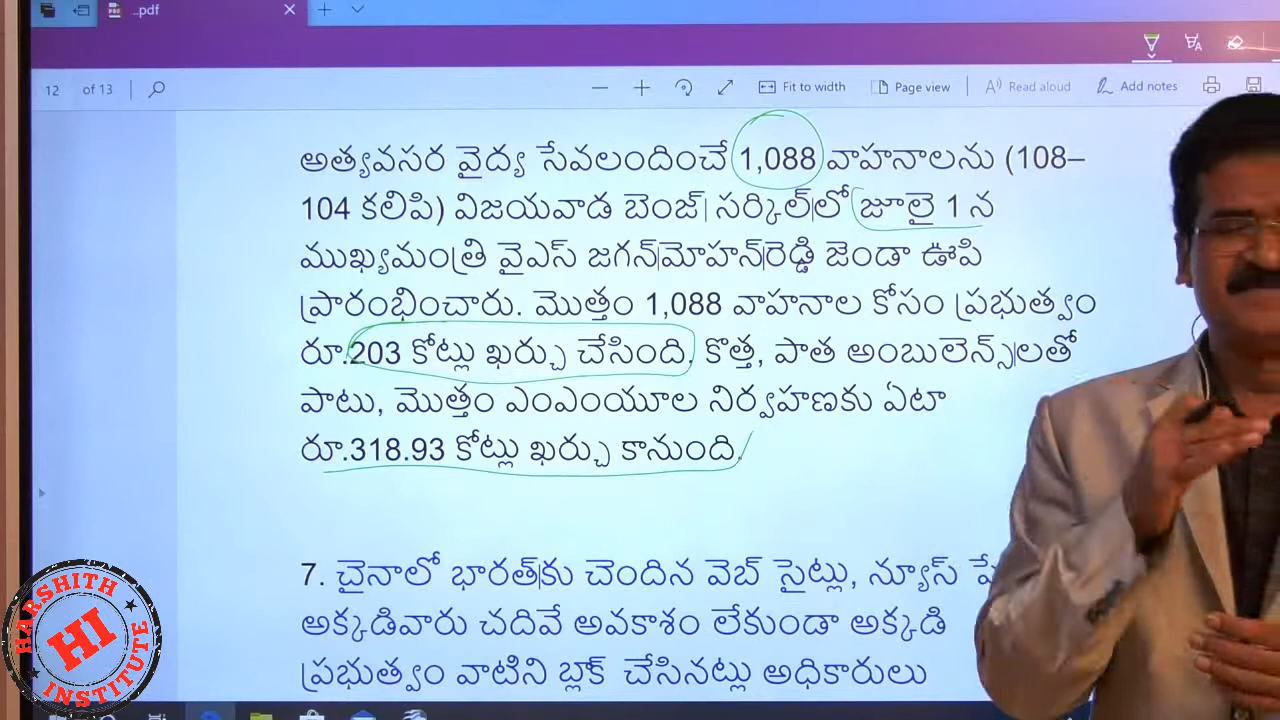 ..pdf
12 of 13
Fit to width
Page view
Read aloud
Add notes
అత్యవసర వైద్య సేవలందించే 1,088 వాహనాలను (108–
104 కలిపి) విజయవాడ బెంజ్ సర్కిల్‌లో జూలై 1 న
ముఖ్యమంత్రి వైఎస్ జగన్‌మోహన్‌రెడ్డి జెండా ఊపి
ప్రారంభించారు. మొత్తం 1,088 వాహనాల కోసం ప్రభుత్వం
రూ.203 కోట్లు ఖర్చు చేసింది. కొత్త, పాత అంబులెన్స్‌లతో
పాటు, మొత్తం ఎంఎంయూల నిర్వహణకు ఏటా
రూ.318.93 కోట్లు ఖర్చు కానుంది.
7. చైనాలో భారత్‌కు చెందిన వెబ్ సైట్లు, న్యూస్
అక్కడివారు చదివే అవకాశం లేకుండా అక్కడి
ప్రభుత్వం వాటిని బ్లాక్ చేసినట్లు అధికారులు
HARSHITH
HI
INSTITUTE